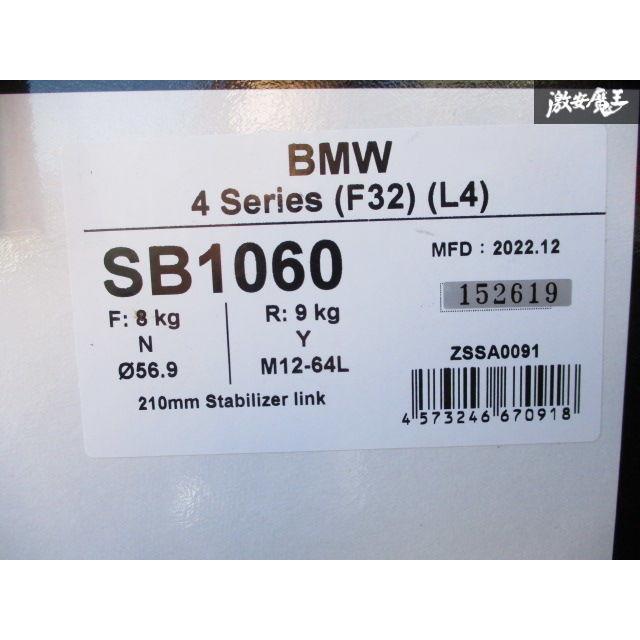 激安魔王
BMW
4 Series (F32) (L4)
SB1060
MFD : 2022.12
152619
F: 8 kg
R: 9 kg
N
Y
Ø56.9
M12-64L
ZSSA0091
210mm Stabilizer link
4 573246 670918